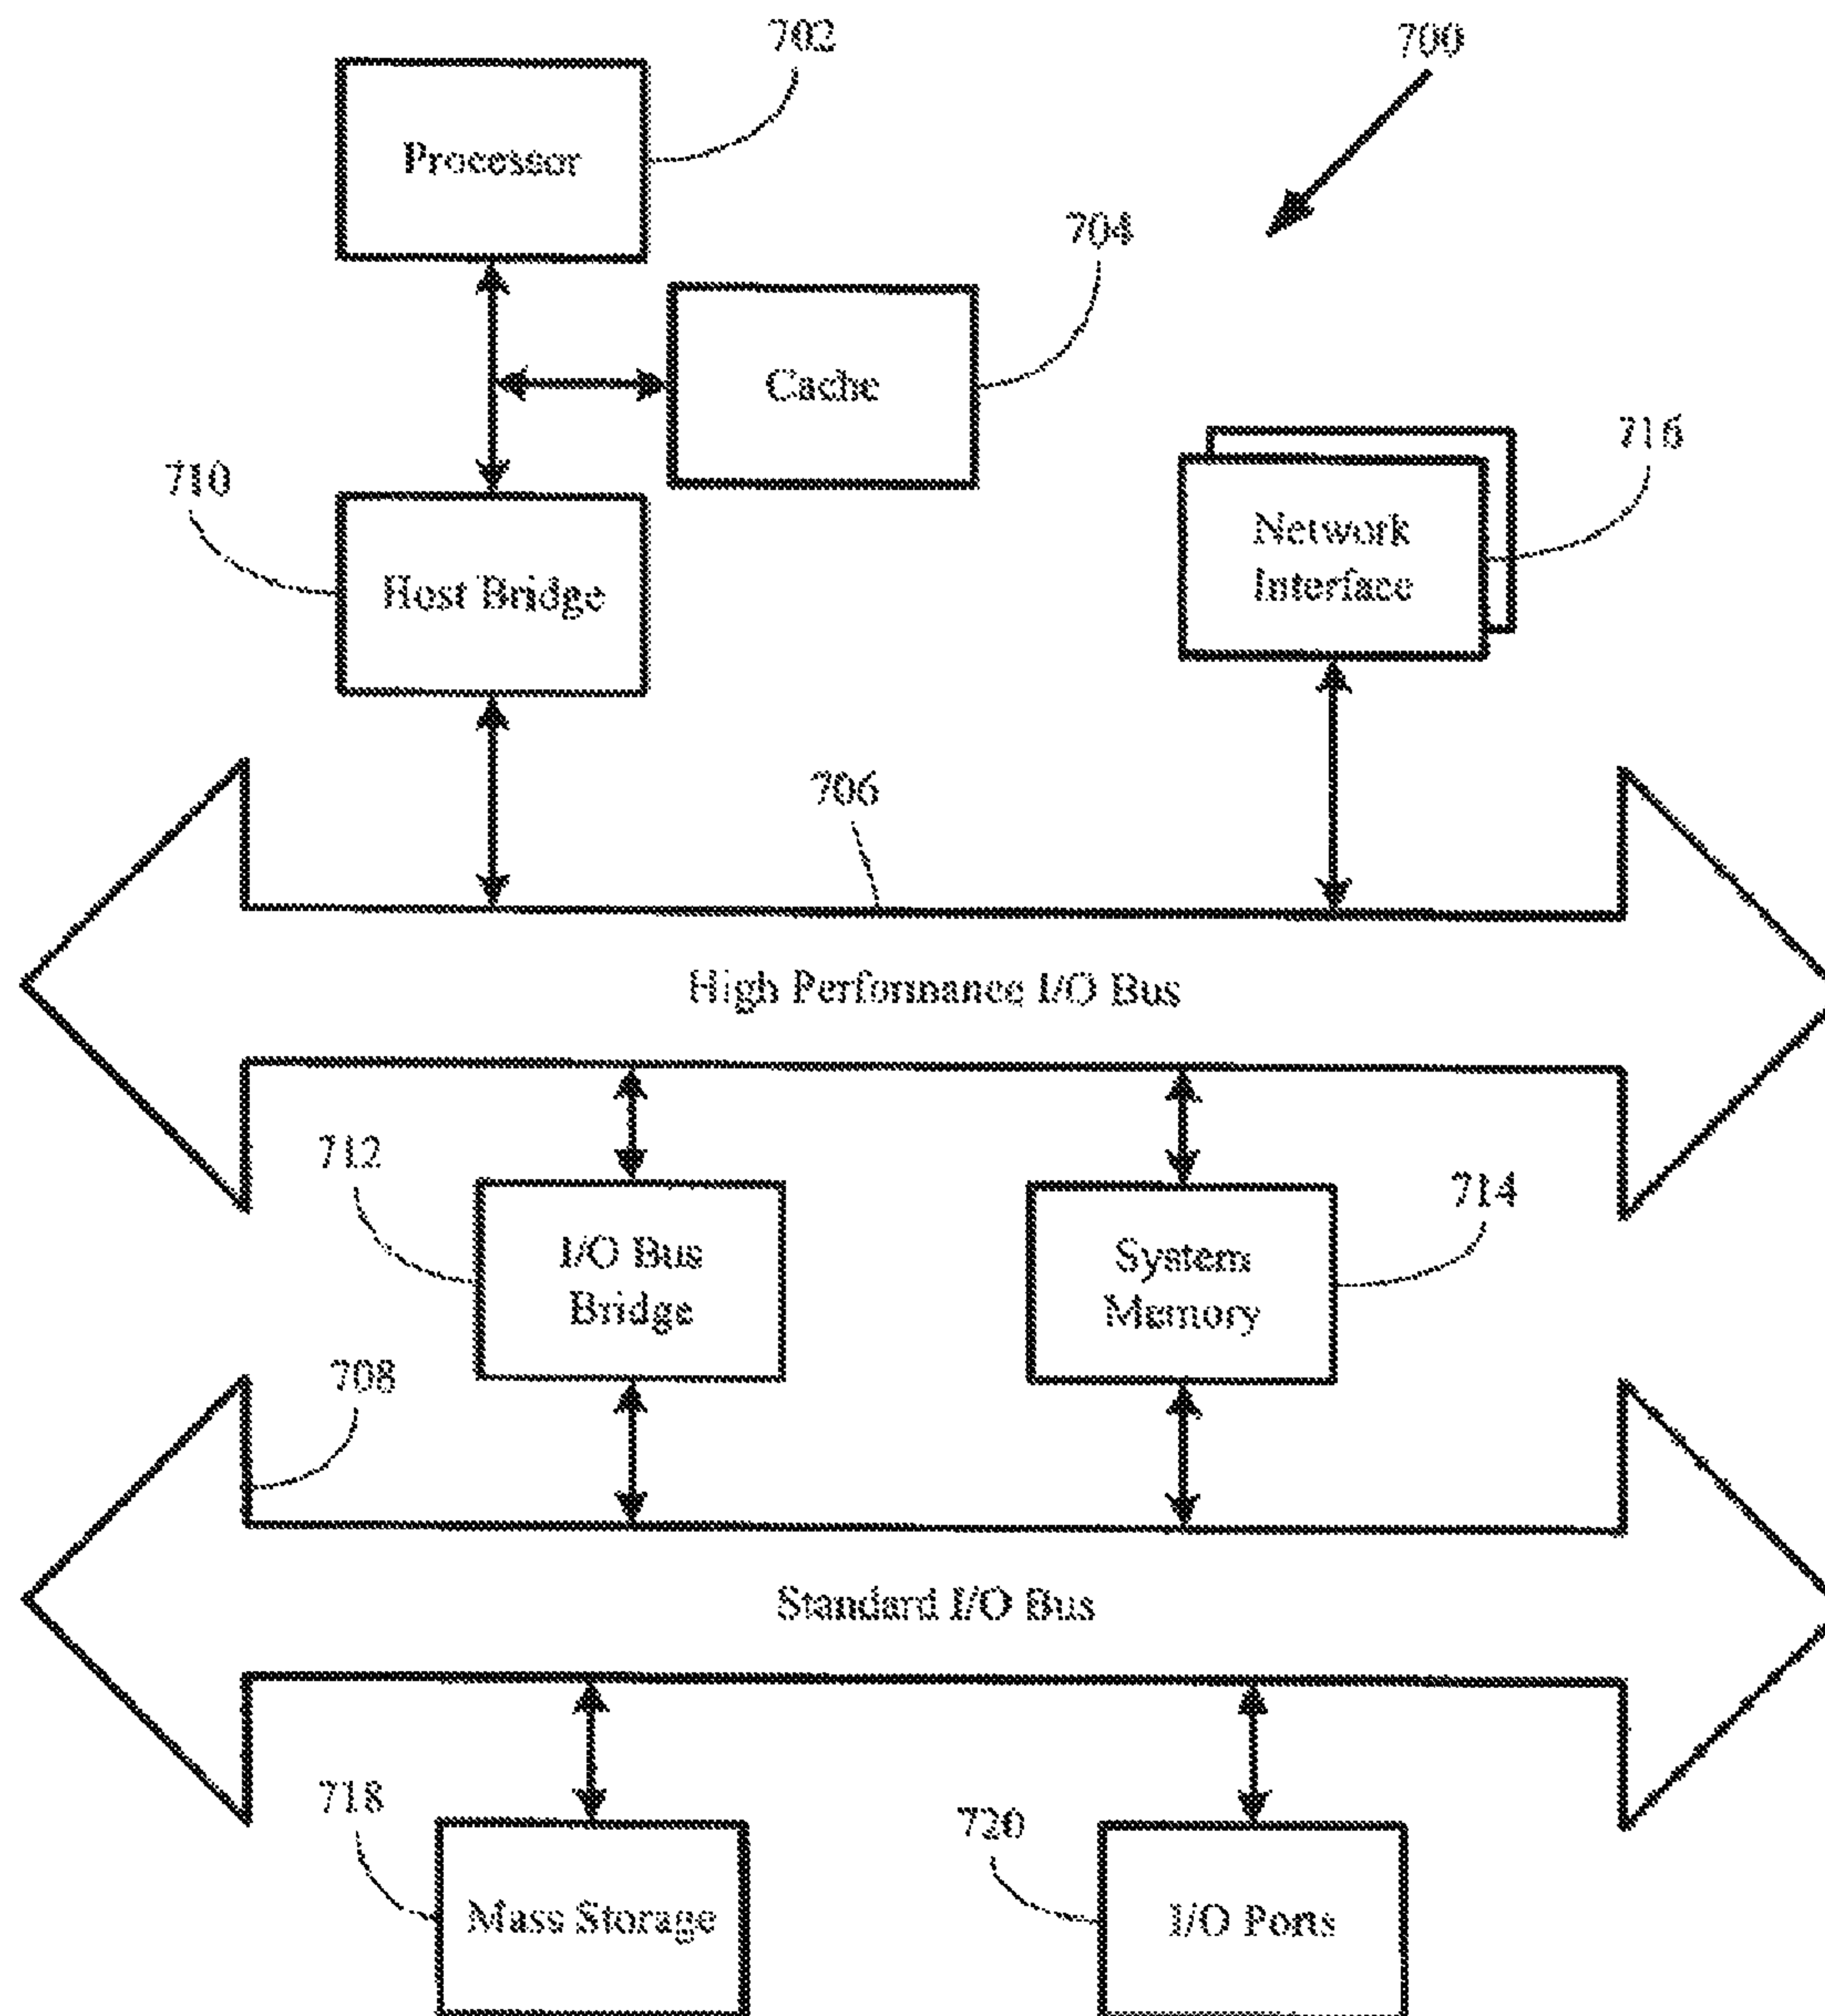 702
700
Processor
704
Cache
716
710
Network
Interface
Host Bridge
706
High Performance I/O Bus
712
714
I/O Bus
Bridge
System
Memory
708
Standard I/O Bus
718
720
Mass Storage
I/O Ports